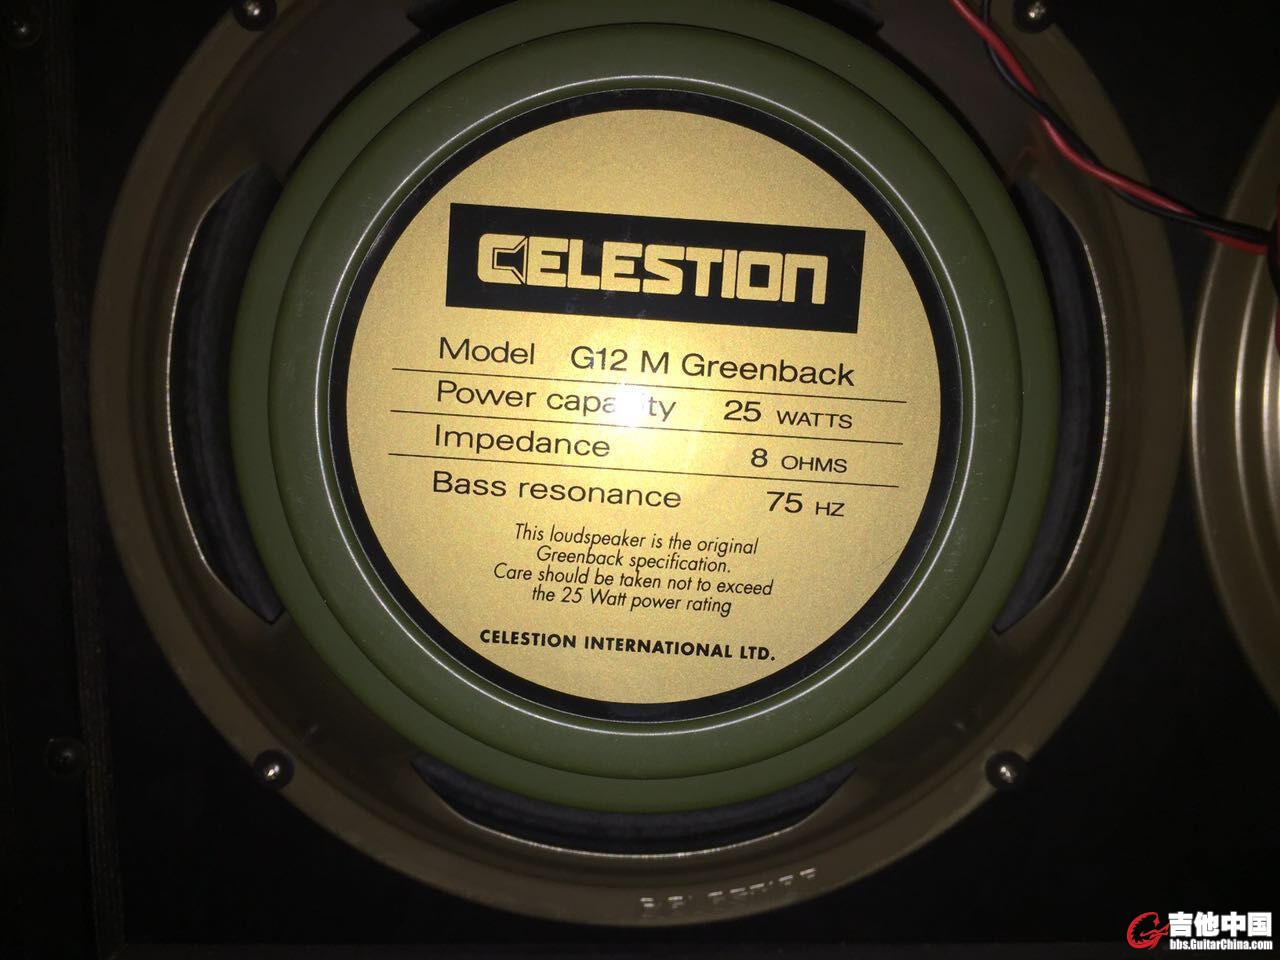 CELESTION
Model G12 M Greenback
Power capacity 25 WATTS
Impedance 8 OHMS
Bass resonance 75 HZ
This loudspeaker is the original
Greenback specification.
Care should be taken not to exceed
the 25 Watt power rating
CELESTION INTERNATIONAL LTD.
CELESTION
吉他中国
bbs.GuitarChina.com